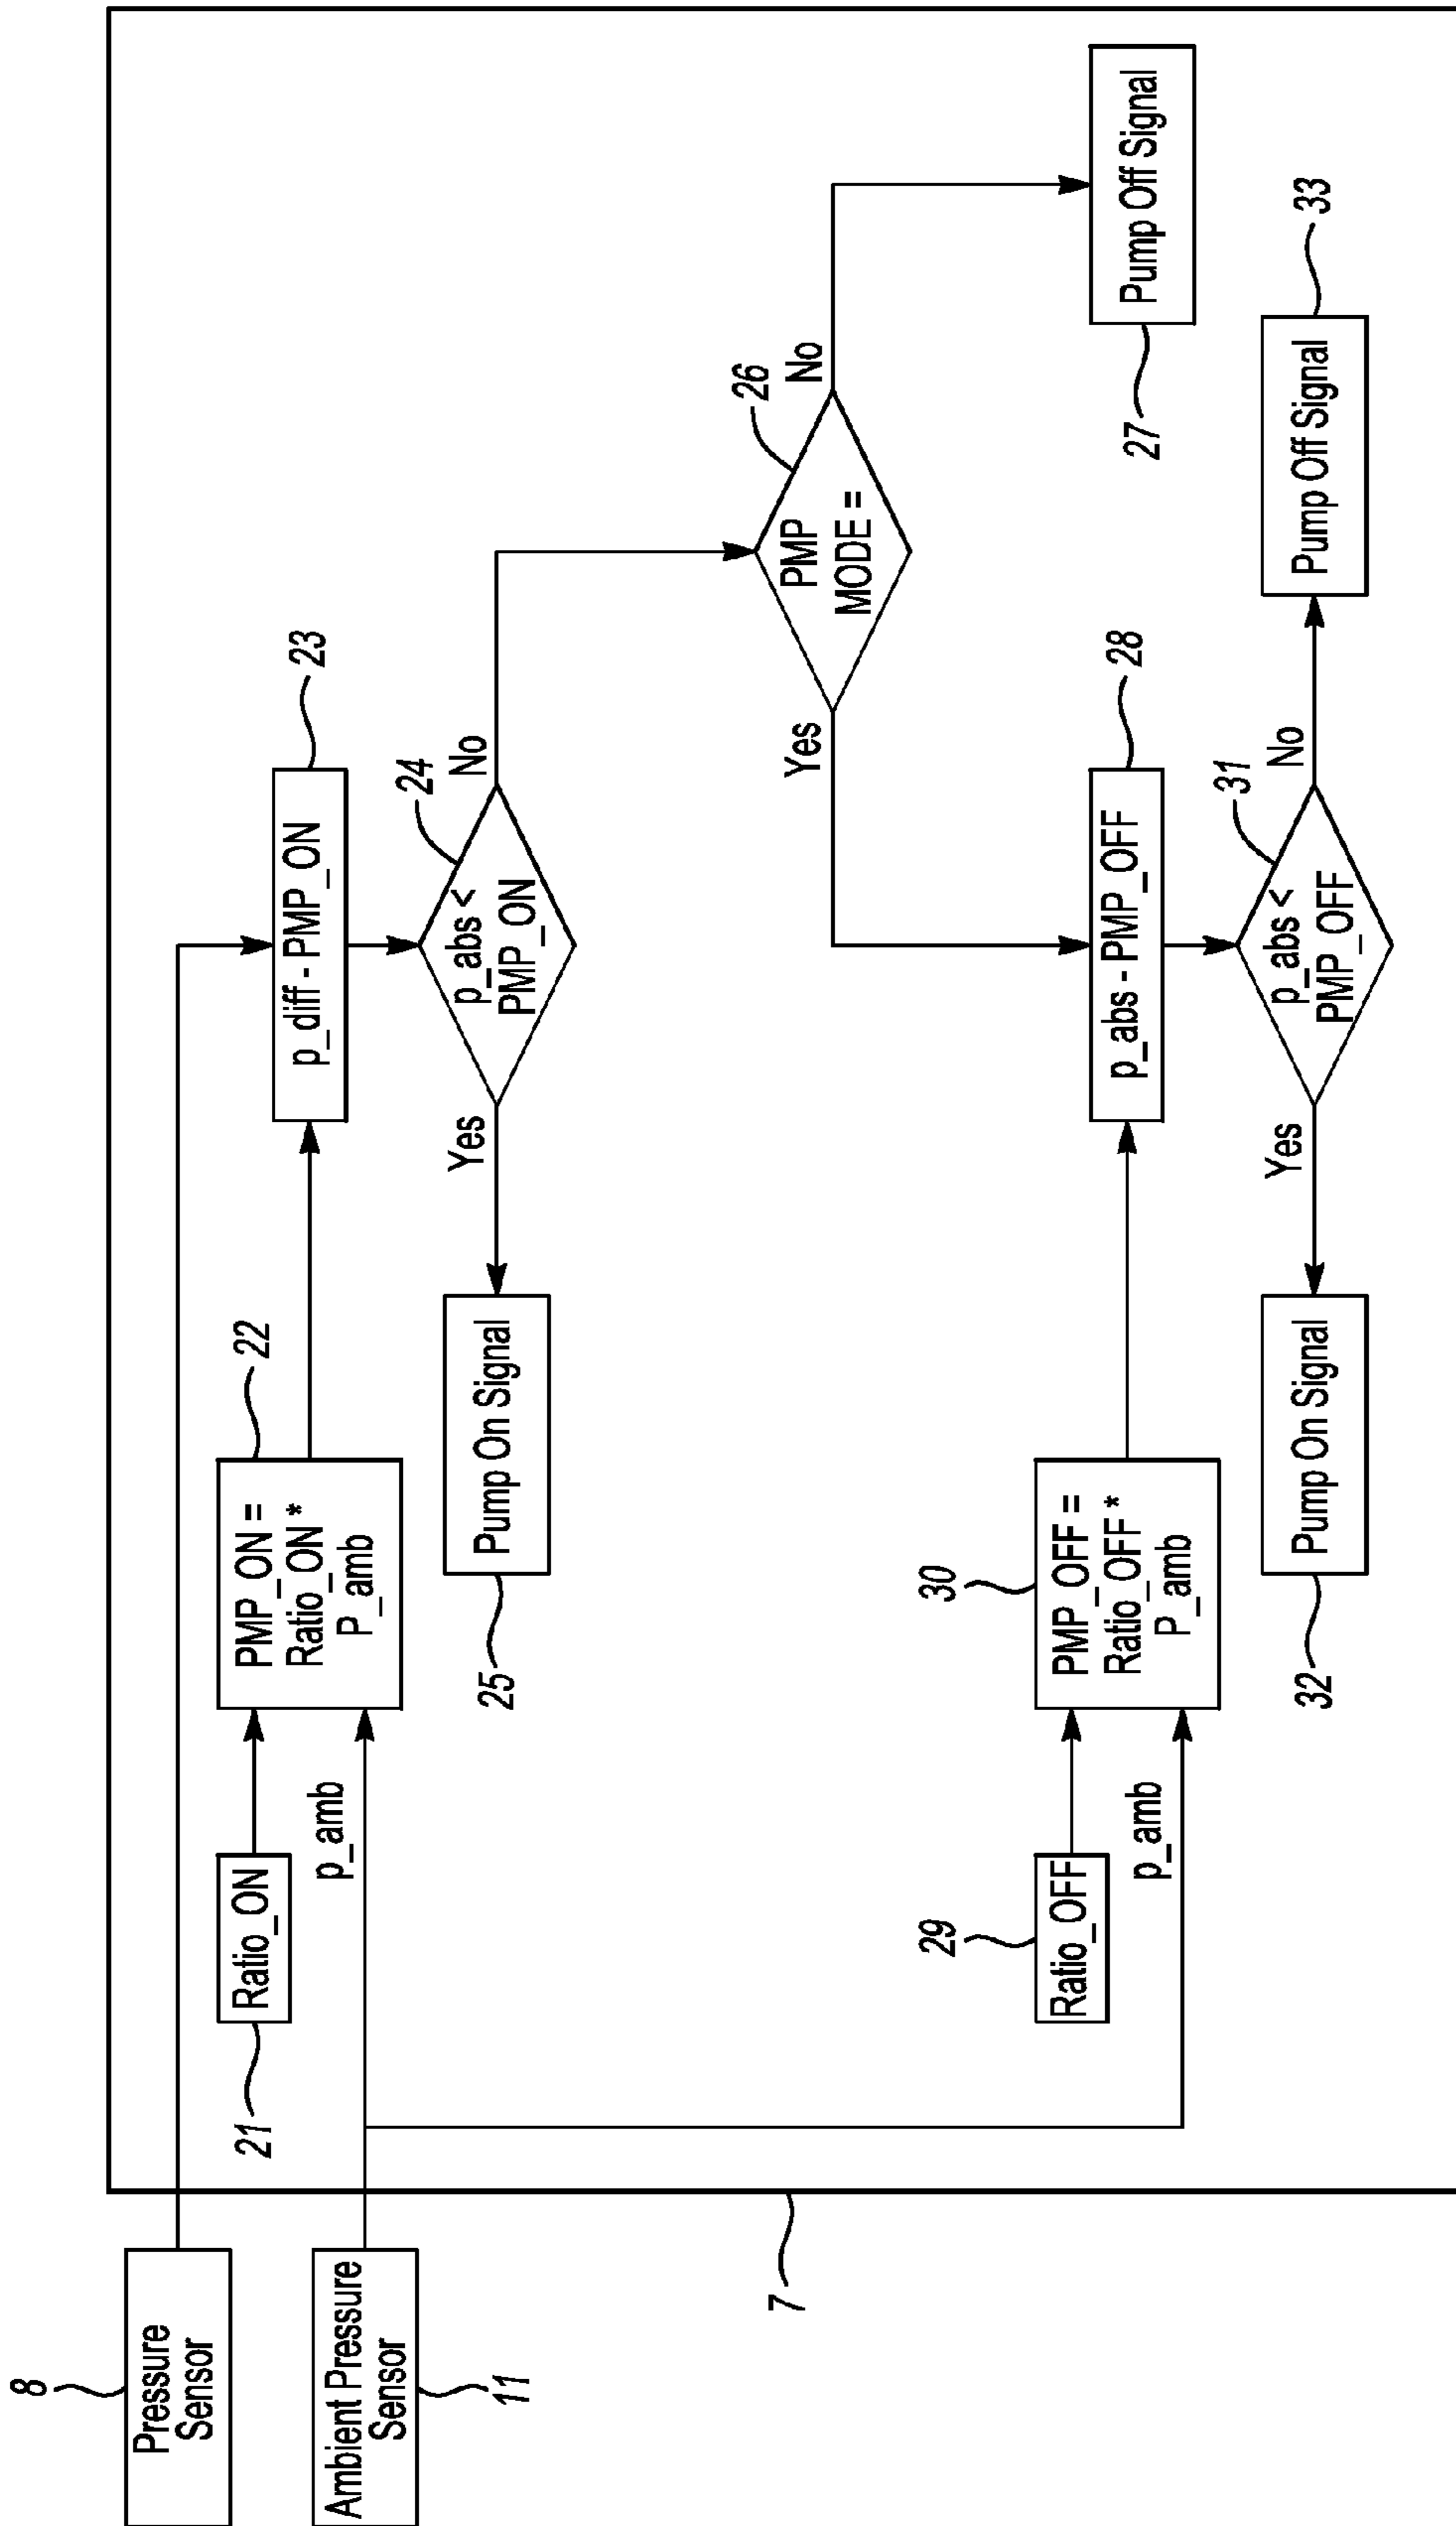 8
Pressure
Sensor
Ambient Pressure
Sensor
11
7
21
Ratio_ON
p_amb
22
PMP_ON =
Ratio_ON *
P_amb
23
p_diff - PMP_ON
24
p_abs <
PMP_ON
Yes
No
Pump On Signal
25
26
PMP
MODE =
Yes
No
Pump Off Signal
27
29
Ratio_OFF
p_amb
30
PMP_OFF =
Ratio_OFF *
P_amb
28
p_abs - PMP_OFF
31
p_abs <
PMP_OFF
Yes
No
Pump On Signal
32
Pump Off Signal
33